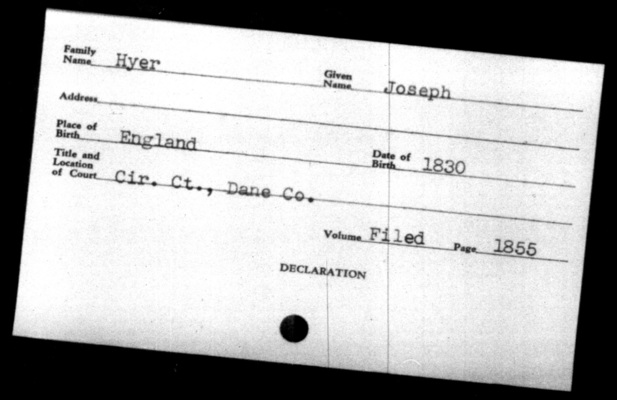 Family Name Hyer Given Name Joseph
Address
Place of Birth England Date of Birth 1830
Title and Location of Court Cir. Ct., Dane Co.
Volume Filed Page 1855
DECLARATION